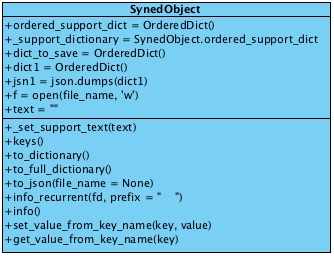 SynedObject
+ordered_support_dict = OrderedDict()
+_support_dictionary = SynedObject.ordered_support_dict
+dict_to_save = OrderedDict()
+dict1 = OrderedDict()
+jsn1 = json.dumps(dict1)
+f = open(file_name, 'w')
+text = ""
+_set_support_text(text)
+keys()
+to_dictionary()
+to_full_dictionary()
+to_json(file_name = None)
+info_recurrent(fd, prefix = "    ")
+info()
+set_value_from_key_name(key, value)
+get_value_from_key_name(key)